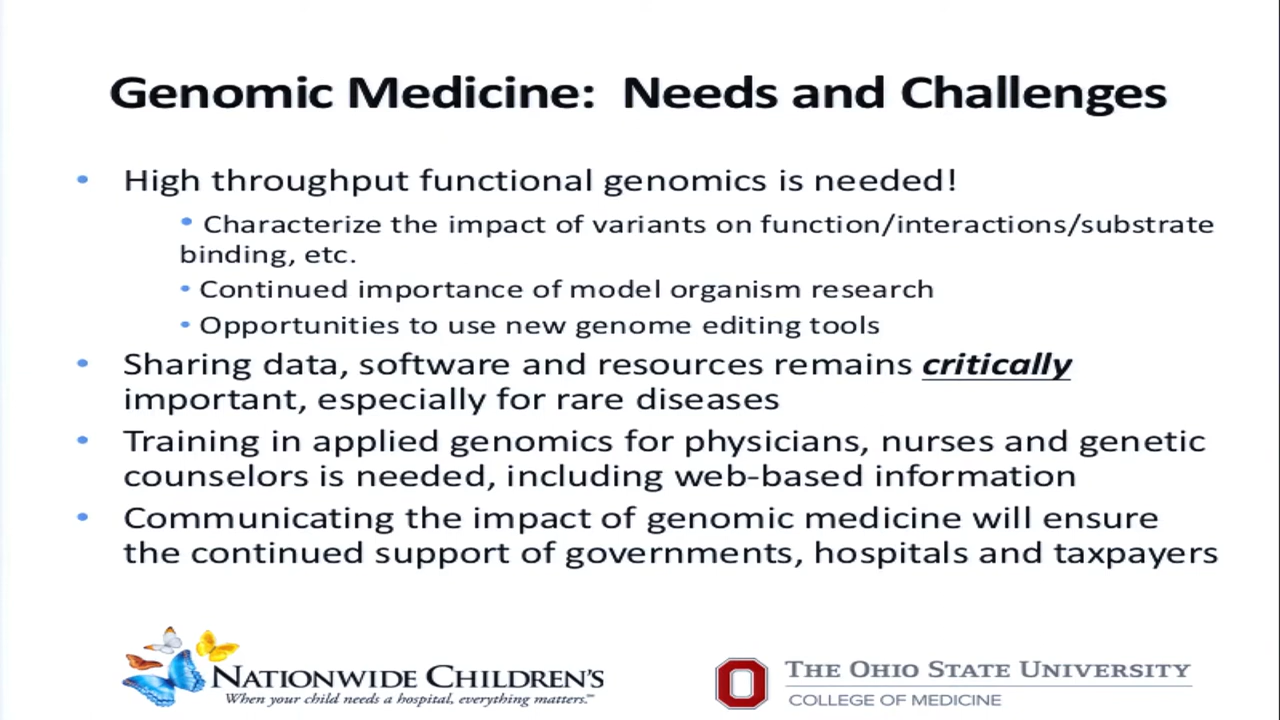 Genomic Medicine: Needs and Challenges
• High throughput functional genomics is needed!
• Characterize the impact of variants on function/interactions/substrate
binding, etc.
• Continued importance of model organism research
• Opportunities to use new genome editing tools
• Sharing data, software and resources remains critically
important, especially for rare diseases
• Training in applied genomics for physicians, nurses and genetic
counselors is needed, including web-based information
• Communicating the impact of genomic medicine will ensure
the continued support of governments, hospitals and taxpayers
NATIONWIDE CHILDREN'S
When your child needs a hospital, everything matters.™
THE OHIO STATE UNIVERSITY
COLLEGE OF MEDICINE